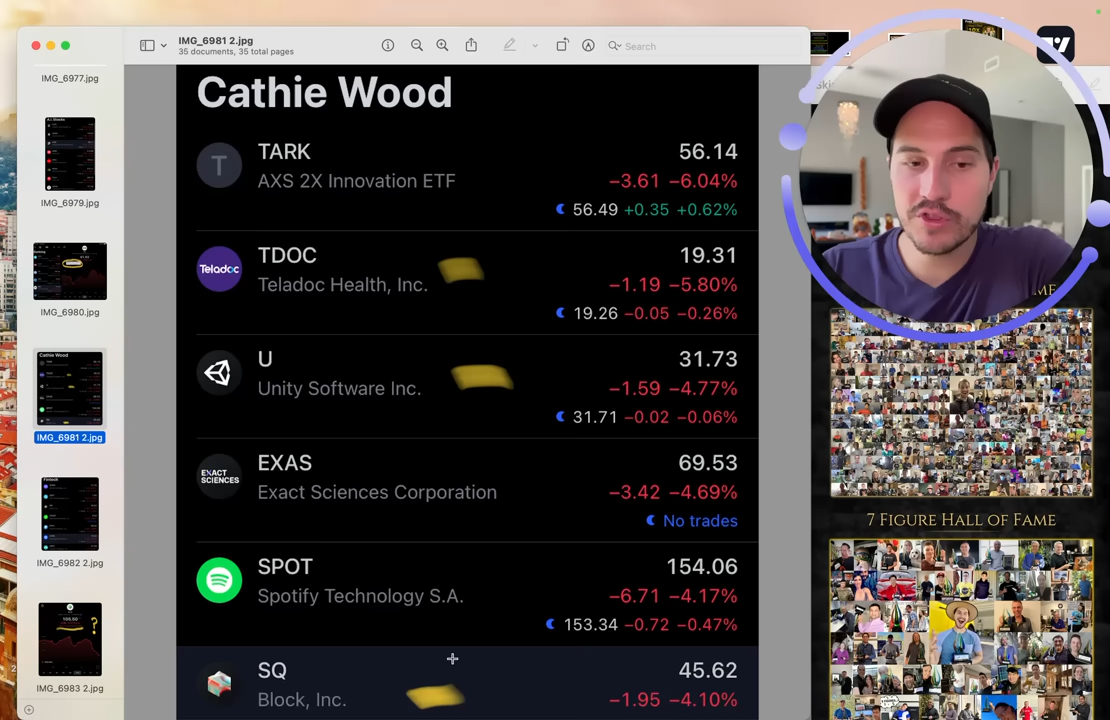 IMG_6981 2.jpg
35 documents, 35 total pages
Search
IMG_6977.jpg
IMG_6979.jpg
IMG_6980.jpg
Cathie Wood
IMG_6981 2.jpg
IMG_6982 2.jpg
IMG_6983 2.jpg
Cathie Wood
T
TARK
56.14
AXS 2X Innovation ETF
−3.61 −6.04%
56.49 +0.35 +0.62%
Teladoc
TDOC
19.31
Teladoc Health, Inc.
−1.19 −5.80%
19.26 −0.05 −0.26%
U
31.73
Unity Software Inc.
−1.59 −4.77%
31.71 −0.02 −0.06%
EXACT
SCIENCES
EXAS
69.53
Exact Sciences Corporation
−3.42 −4.69%
No trades
SPOT
154.06
Spotify Technology S.A.
−6.71 −4.17%
153.34 −0.72 −0.47%
SQ
45.62
Block, Inc.
−1.95 −4.10%
7 Figure Hall of Fame